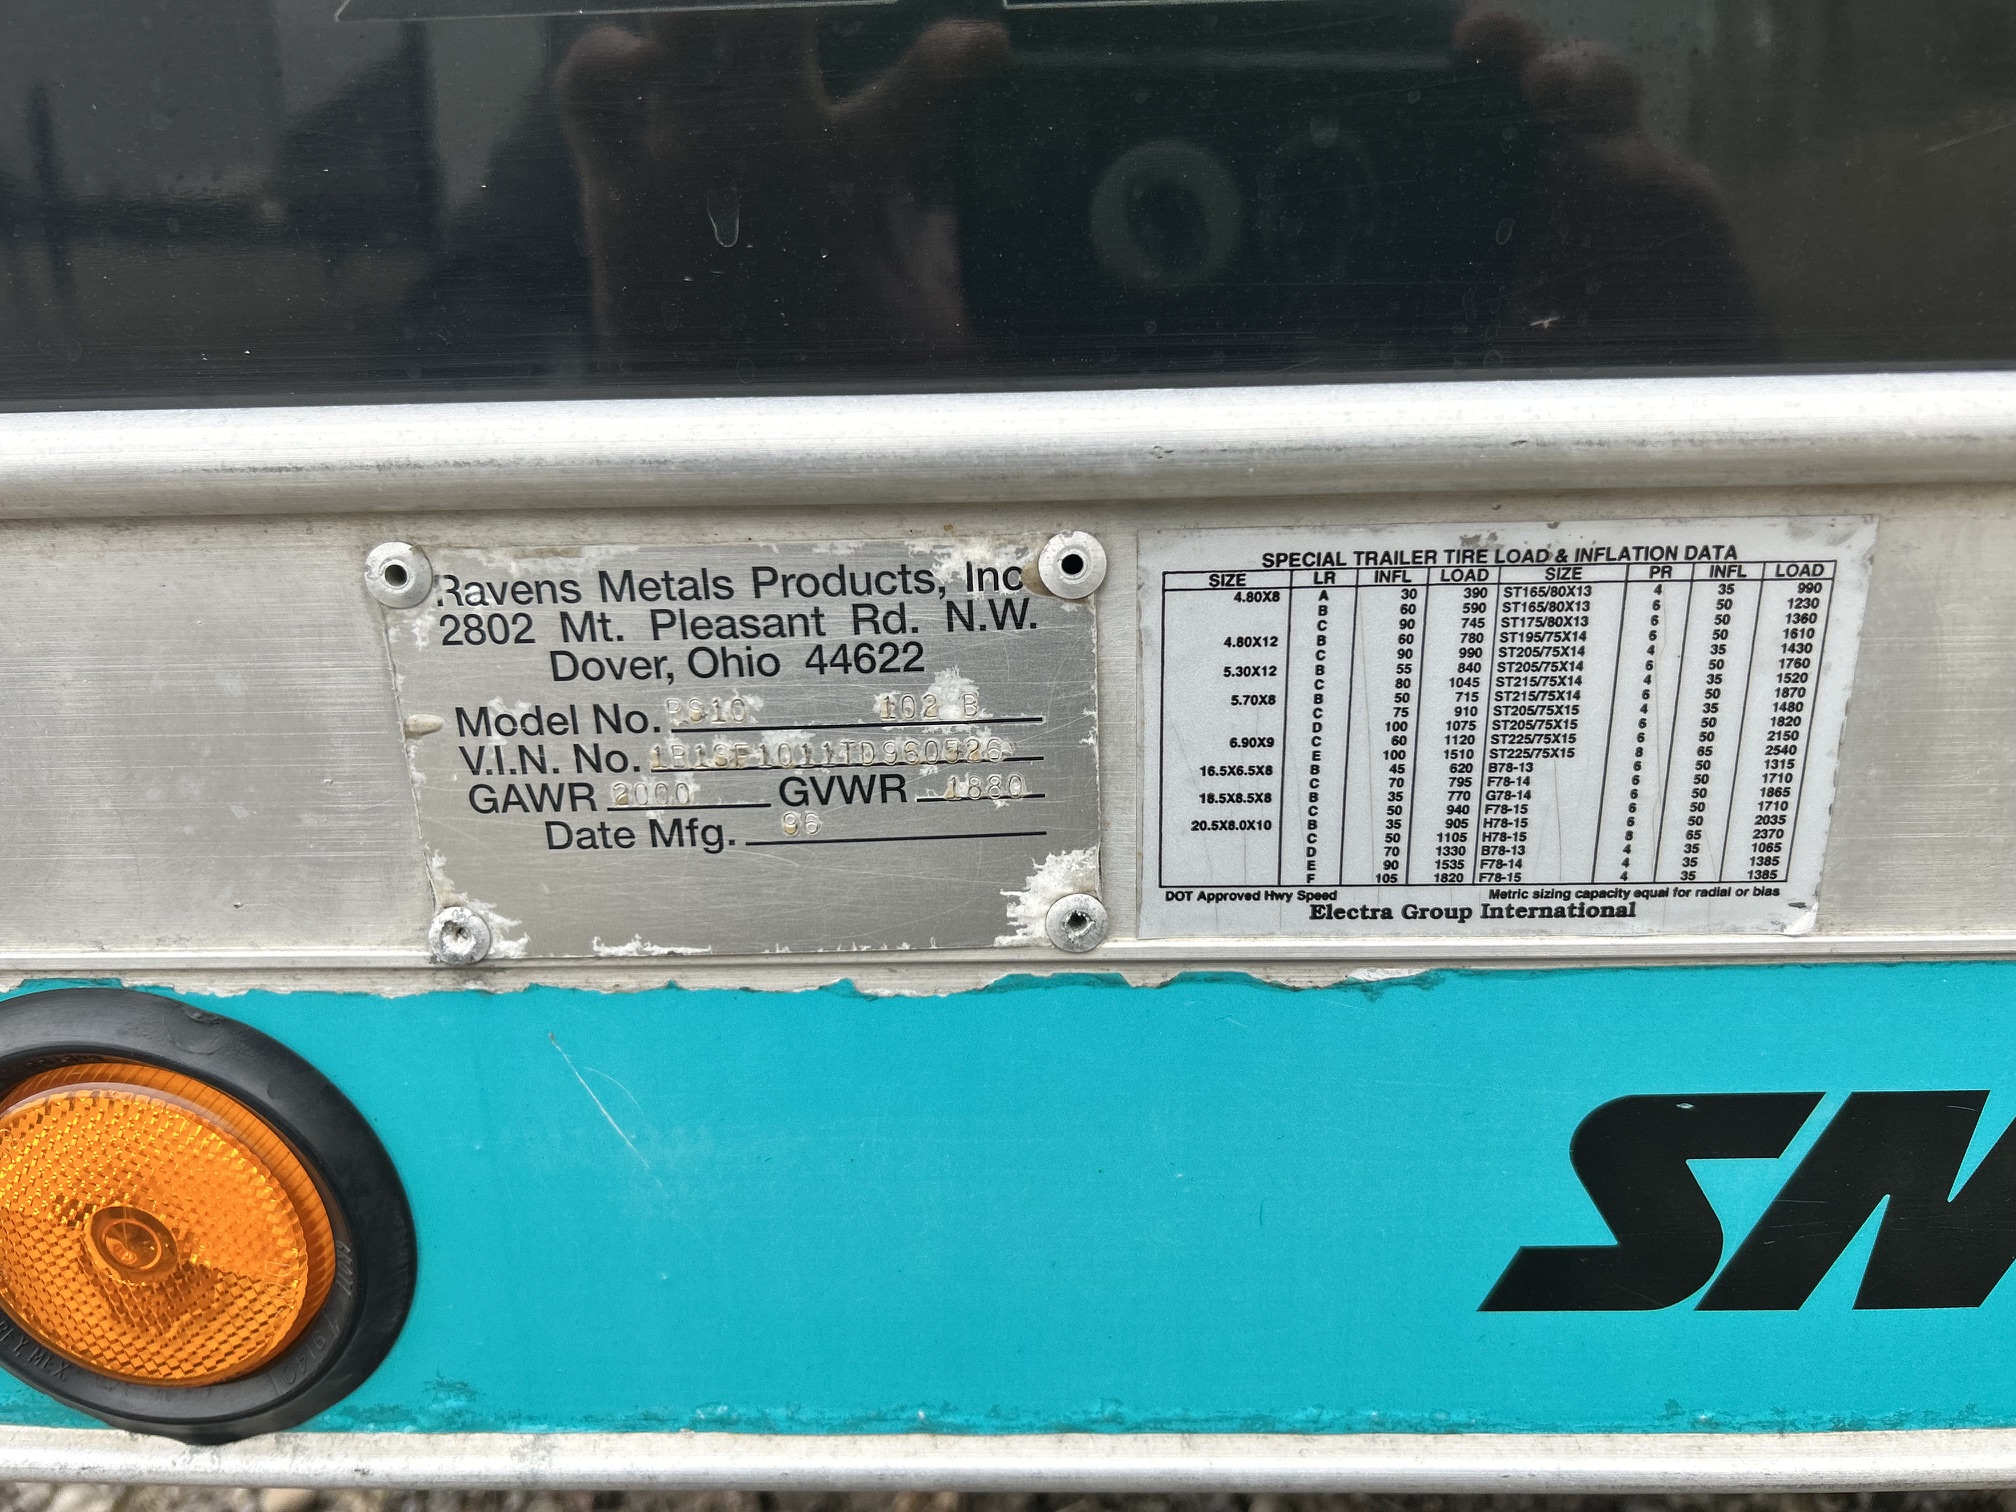 Ravens Metals Products, Inc
2802 Mt. Pleasant Rd. N.W.
Dover, Ohio 44622
Model No. RS10 102 B
V.I.N. No. 1R1SF1011TD960526
GAWR 2000 GVWR 1880
Date Mfg. 96
SPECIAL TRAILER TIRE LOAD & INFLATION DATA
SIZE LR INFL LOAD SIZE PR INFL LOAD
4.80X8 A 30 390 ST165/80X13 4 35 990
B 60 590 ST165/80X13 6 50 1230
C 90 745 ST175/80X13 6 50 1360
4.80X12 B 60 780 ST195/75X14 6 50 1610
C 90 990 ST205/75X14 4 35 1430
5.30X12 B 55 840 ST205/75X14 6 50 1760
C 80 1045 ST215/75X14 4 35 1520
5.70X8 B 50 715 ST215/75X14 6 50 1870
C 75 910 ST205/75X15 4 35 1480
D 100 1075 ST205/75X15 6 50 1820
6.90X9 C 60 1120 ST225/75X15 6 50 2150
E 100 1510 ST225/75X15 8 65 2540
16.5X6.5X8 B 45 620 B78-13 6 50 1315
C 70 795 F78-14 6 50 1710
18.5X8.5X8 B 35 770 G78-14 6 50 1865
C 50 940 F78-15 6 50 1710
20.5X8.0X10 B 35 905 H78-15 6 50 2035
C 50 1105 H78-15 8 65 2370
D 70 1330 B78-13 4 35 1065
E 90 1535 F78-14 4 35 1385
F 105 1820 F78-15 4 35 1385
DOT Approved Hwy Speed Metric sizing capacity equal for radial or bias
Electra Group International
SN